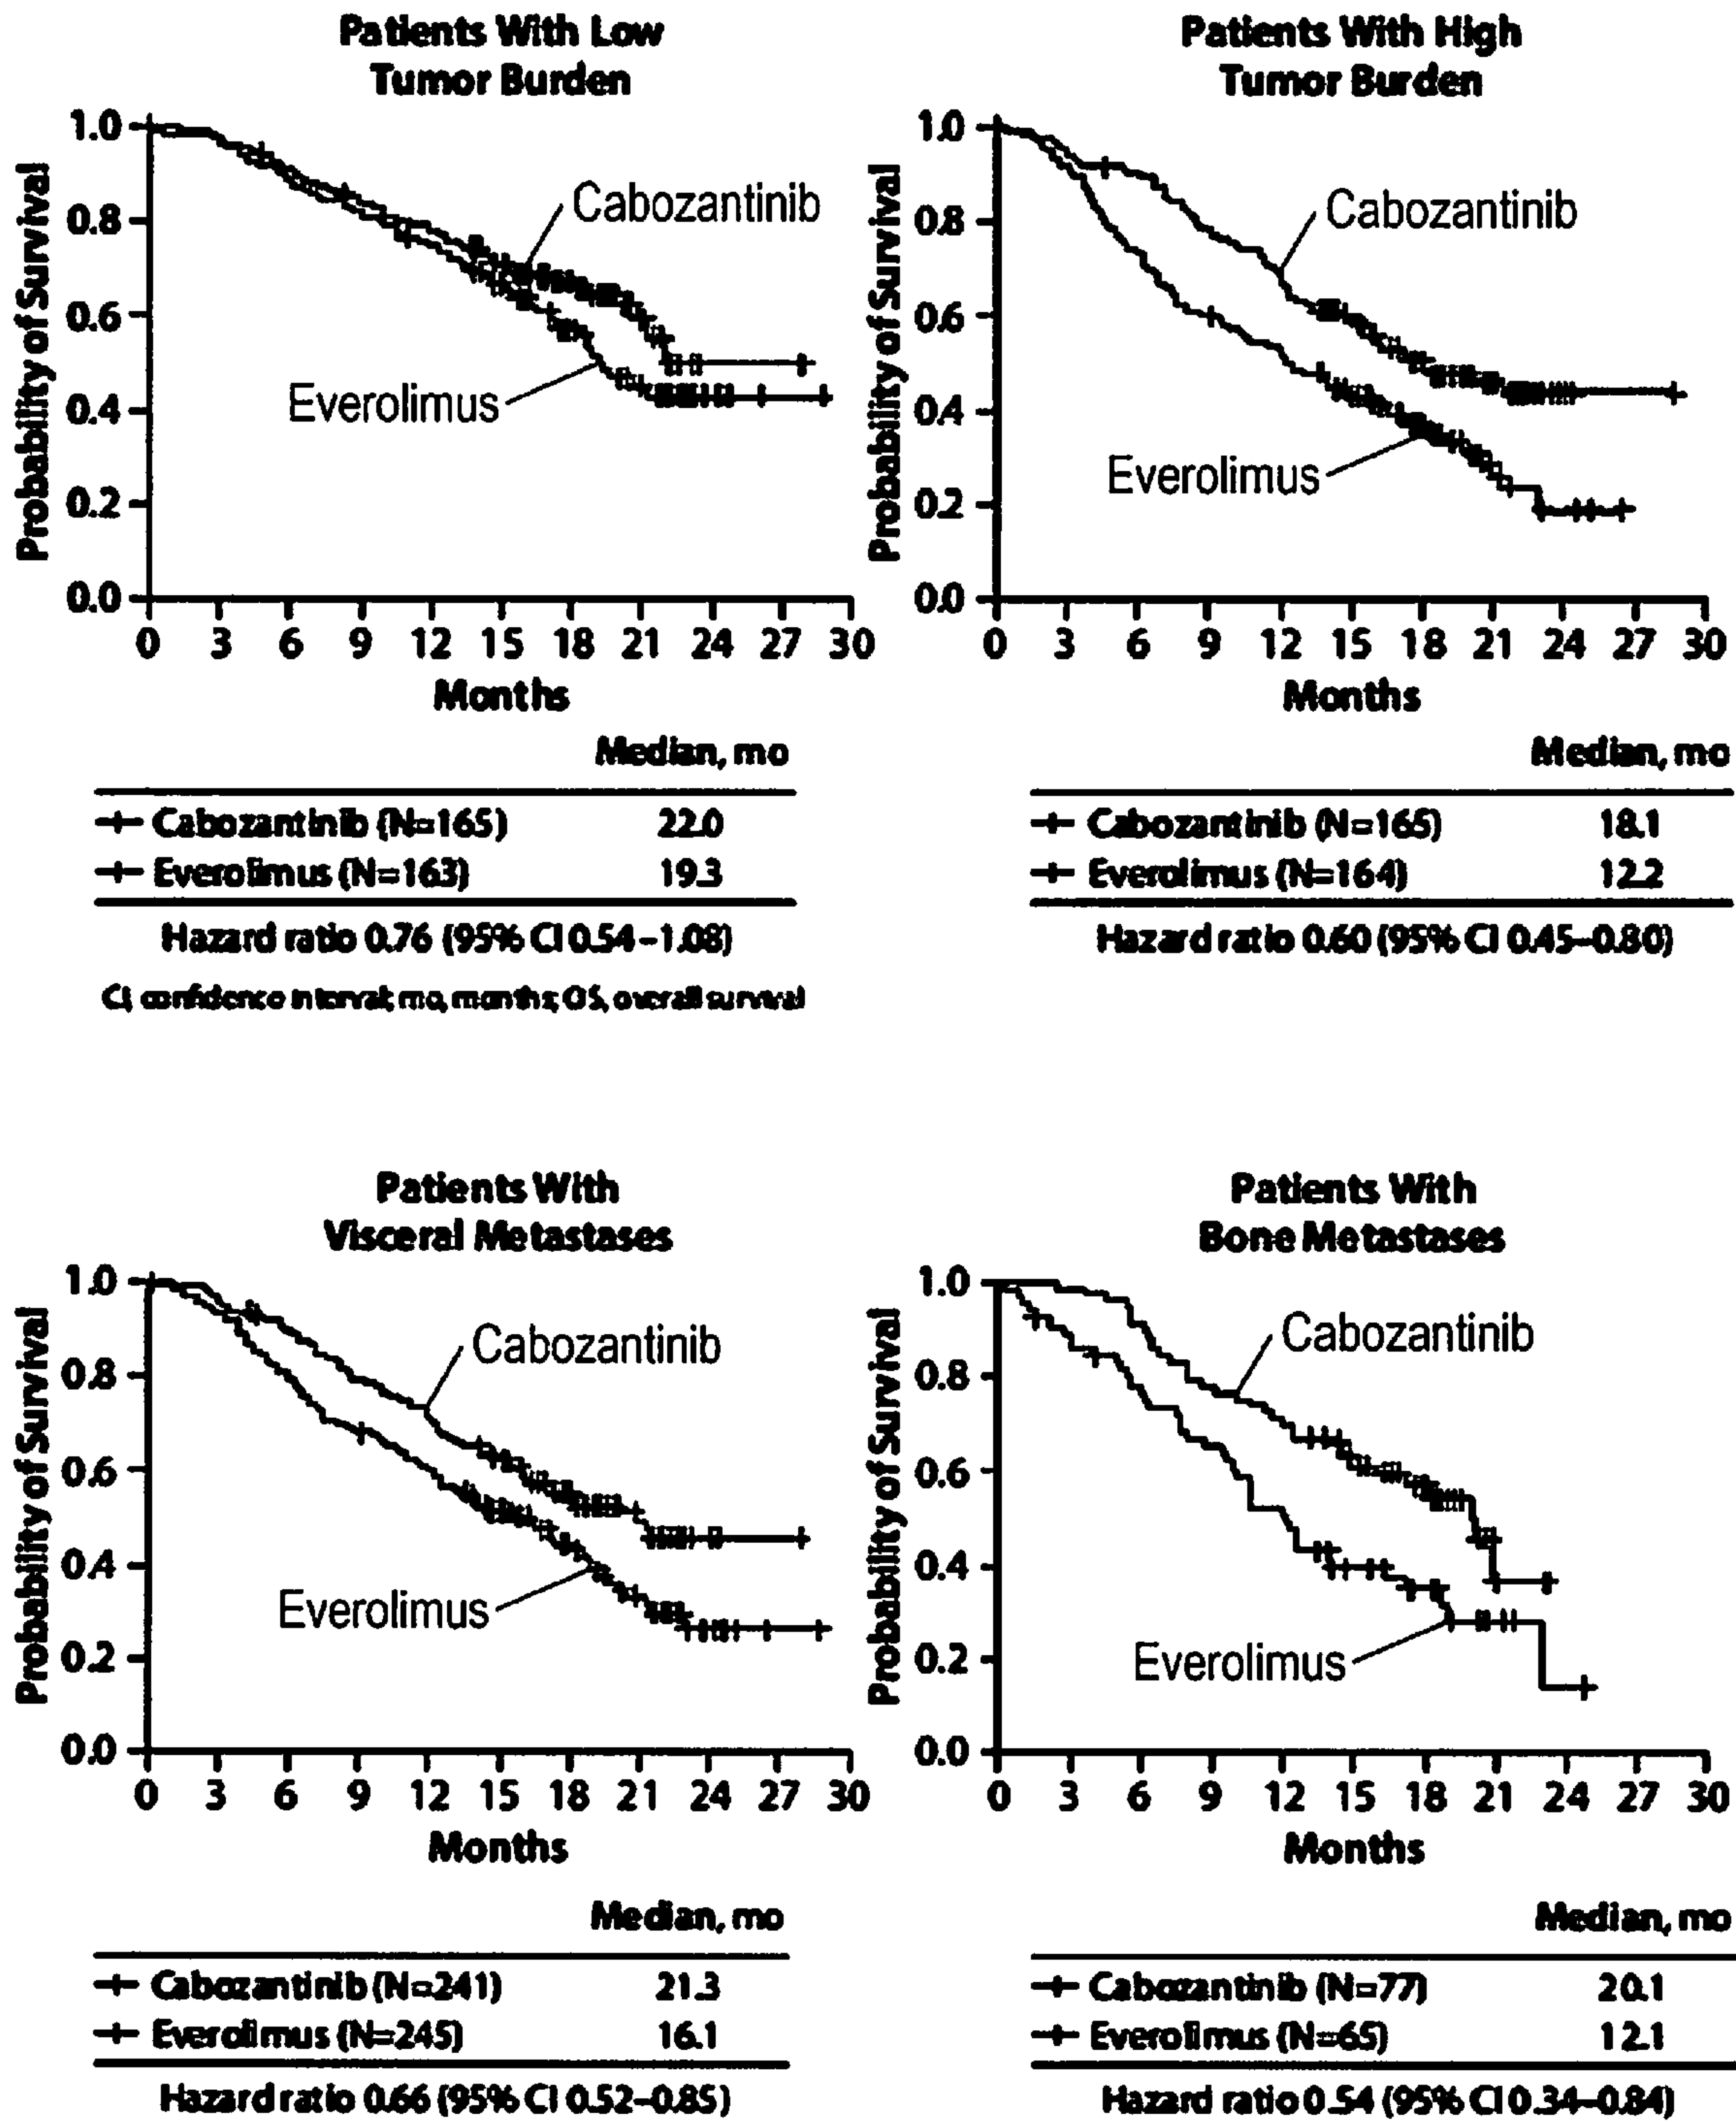 Patients With Low
Tumor Burden
Probability of Survival
1.0
0.8
0.6
0.4
0.2
0.0
Cabozantinib
Everolimus
0 3 6 9 12 15 18 21 24 27 30
Months
Median, mo
Cabozantinib (N=165) 22.0
Everolimus (N=163) 19.3
Hazard ratio 0.76 (95% CI 0.54–1.08)
CI, confidence interval; mo, months; OS, overall survival
Patients With High
Tumor Burden
Probability of Survival
1.0
0.8
0.6
0.4
0.2
0.0
Cabozantinib
Everolimus
0 3 6 9 12 15 18 21 24 27 30
Months
Median, mo
Cabozantinib (N=165) 18.1
Everolimus (N=164) 12.2
Hazard ratio 0.60 (95% CI 0.45–0.80)
Patients With
Visceral Metastases
Probability of Survival
1.0
0.8
0.6
0.4
0.2
0.0
Cabozantinib
Everolimus
0 3 6 9 12 15 18 21 24 27 30
Months
Median, mo
Cabozantinib (N=241) 21.3
Everolimus (N=245) 16.1
Hazard ratio 0.66 (95% CI 0.52–0.85)
Patients With
Bone Metastases
Probability of Survival
1.0
0.8
0.6
0.4
0.2
0.0
Cabozantinib
Everolimus
0 3 6 9 12 15 18 21 24 27 30
Months
Median, mo
Cabozantinib (N=77) 20.1
Everolimus (N=65) 12.1
Hazard ratio 0.54 (95% CI 0.34–0.84)